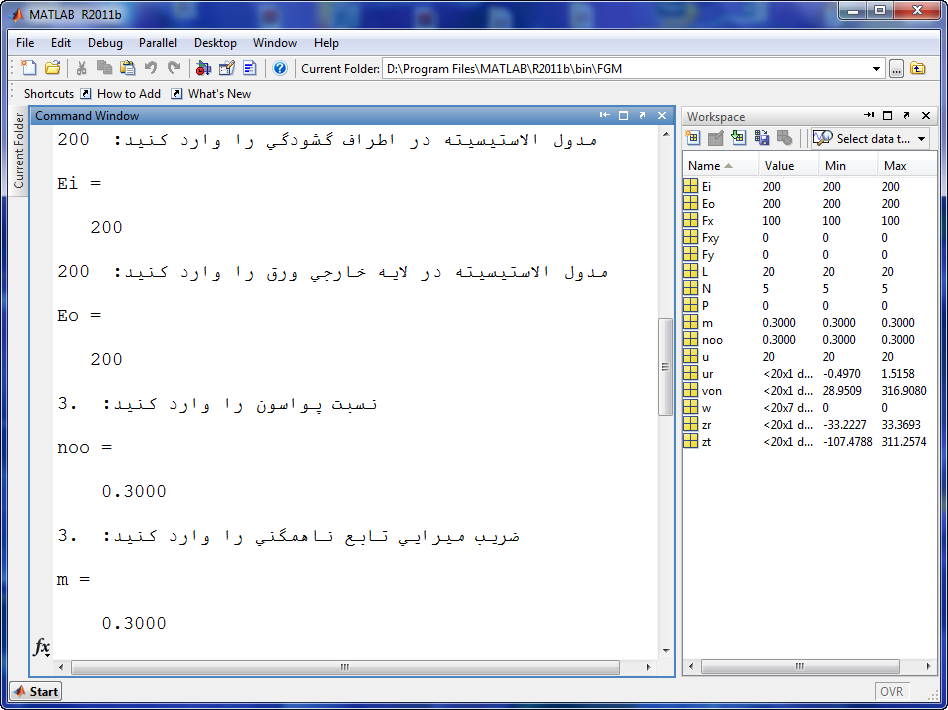 MATLAB R2011b
File Edit Debug Parallel Desktop Window Help
Current Folder: D:\Program Files\MATLAB\R2011b\bin\FGM ...
Shortcuts How to Add What's New
Current Folder
Command Window
مدول الاستيسيته در اطراف گشودگي را وارد کنيد: 200
Ei =
200
مدول الاستيسيته در لايه خارجي ورق را وارد کنيد: 200
Eo =
200
نسبت پواسون را وارد کنيد: .3
noo =
0.3000
ضريب ميرايي تابع ناهمگني را وارد کنيد: .3
m =
0.3000
fx
Workspace
Select data t...
Name Value Min Max
Ei 200 200 200
Eo 200 200 200
Fx 100 100 100
Fxy 0 0 0
Fy 0 0 0
L 20 20 20
N 5 5 5
P 0 0 0
m 0.3000 0.3000 0.3000
noo 0.3000 0.3000 0.3000
u 20 20 20
ur <20x1 d... -0.4970 1.5158
von <20x1 d... 28.9509 316.9080
w <20x7 d... 0 0
zr <20x1 d... -33.2227 33.3693
zt <20x1 d... -107.4788 311.2574
Start
OVR